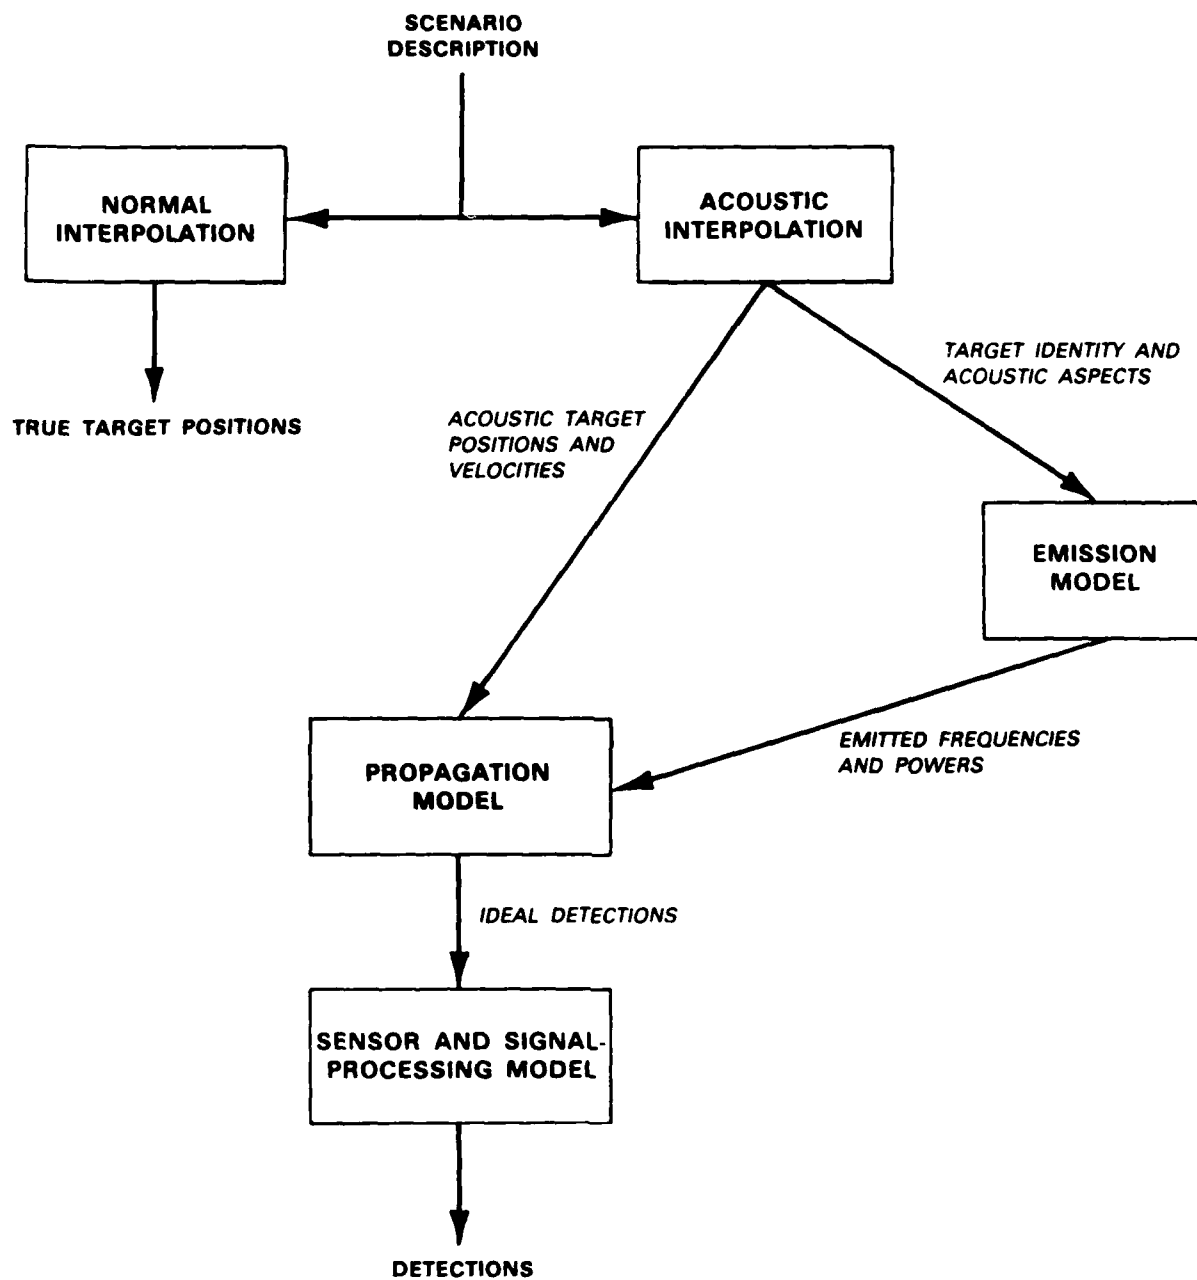 SCENARIO
DESCRIPTION
NORMAL
INTERPOLATION
ACOUSTIC
INTERPOLATION
TARGET IDENTITY AND
ACOUSTIC ASPECTS
TRUE TARGET POSITIONS
ACOUSTIC TARGET
POSITIONS AND
VELOCITIES
EMISSION
MODEL
EMITTED FREQUENCIES
AND POWERS
PROPAGATION
MODEL
IDEAL DETECTIONS
SENSOR AND SIGNAL-
PROCESSING MODEL
DETECTIONS